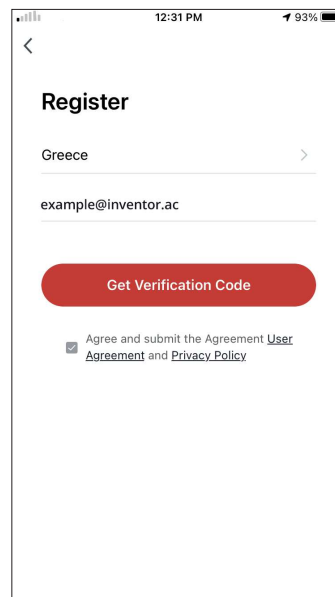 12:31 PM 93%
Register
Greece
example@inventor.ac
Get Verification Code
Agree and submit the Agreement User
Agreement and Privacy Policy